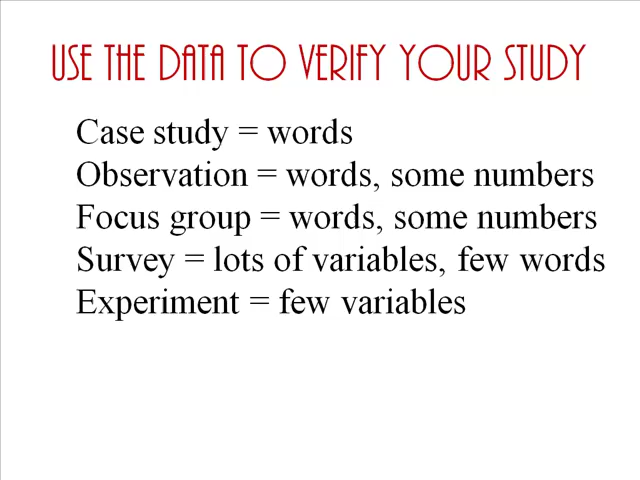 USE THE DATA TO VERIFY YOUR STUDY
Case study = words
Observation = words, some numbers
Focus group = words, some numbers
Survey = lots of variables, few words
Experiment = few variables